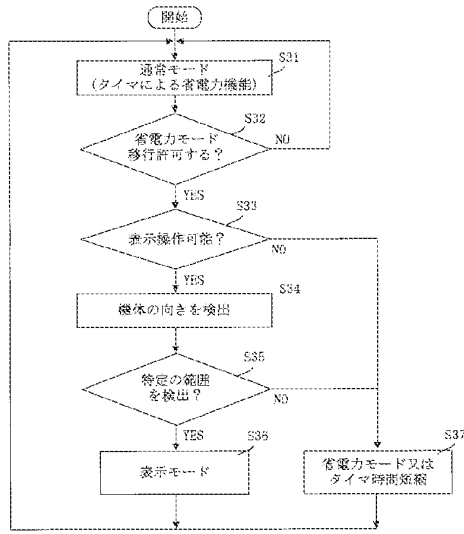 開始
S31
通常モード
(タイマによる省電力機能)
S32
省電力モード
移行許可する?
NO
YES
S33
表示操作可能?
NO
YES
S34
機体の向きを検出
S35
特定の範囲
を検出?
NO
YES
S36
表示モード
S37
省電力モード又は
タイマ時間短縮